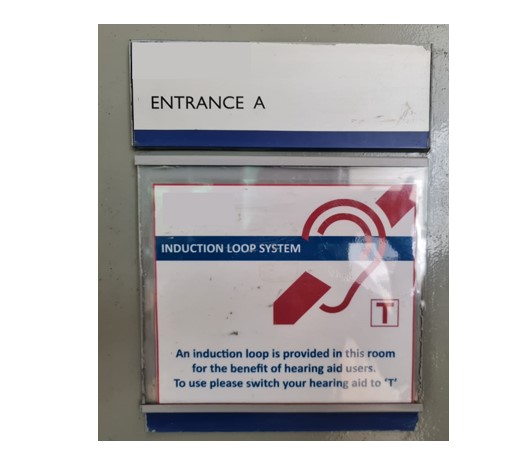 ENTRANCE A
INDUCTION LOOP SYSTEM
T
An induction loop is provided in this room
for the benefit of hearing aid users.
To use please switch your hearing aid to 'T'